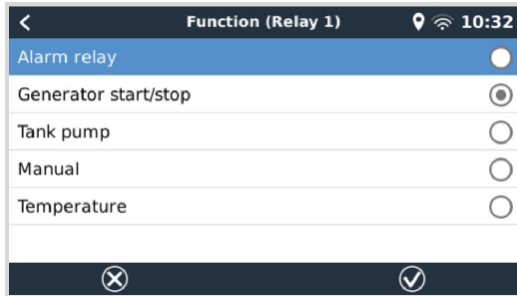 Function (Relay 1) 10:32
Alarm relay
Generator start/stop
Tank pump
Manual
Temperature